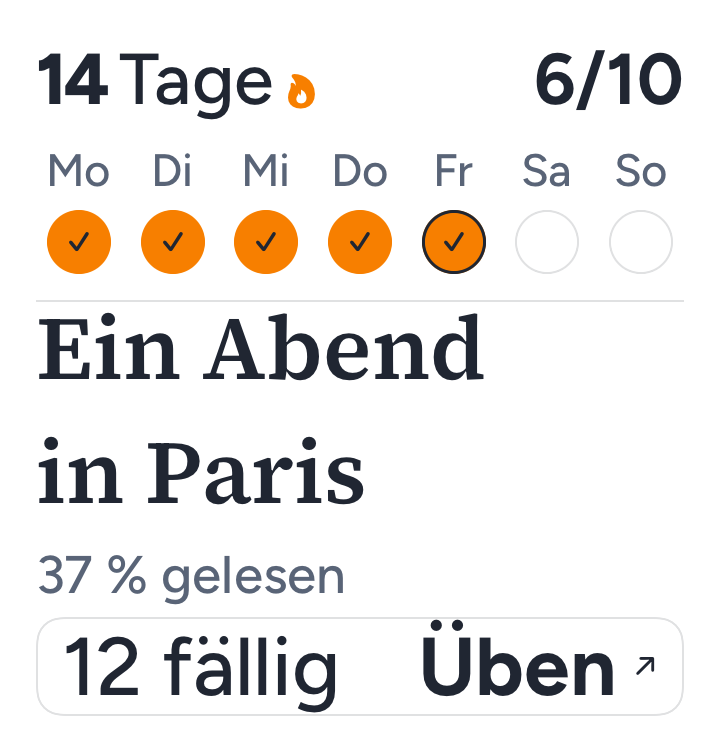 14 Tage 6/10
Mo Di Mi Do Fr Sa So
Ein Abend
in Paris
37 % gelesen
12 fällig Üben